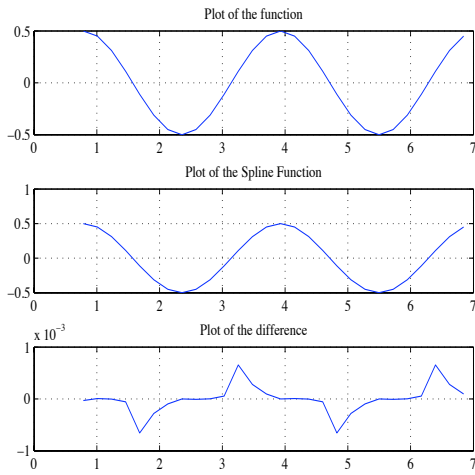 Plot of the function
0.5
0
−0.5
0 1 2 3 4 5 6 7
Plot of the Spline Function
1
0.5
0
−0.5
0 1 2 3 4 5 6 7
x 10⁻³
Plot of the difference
1
0
−1
0 1 2 3 4 5 6 7